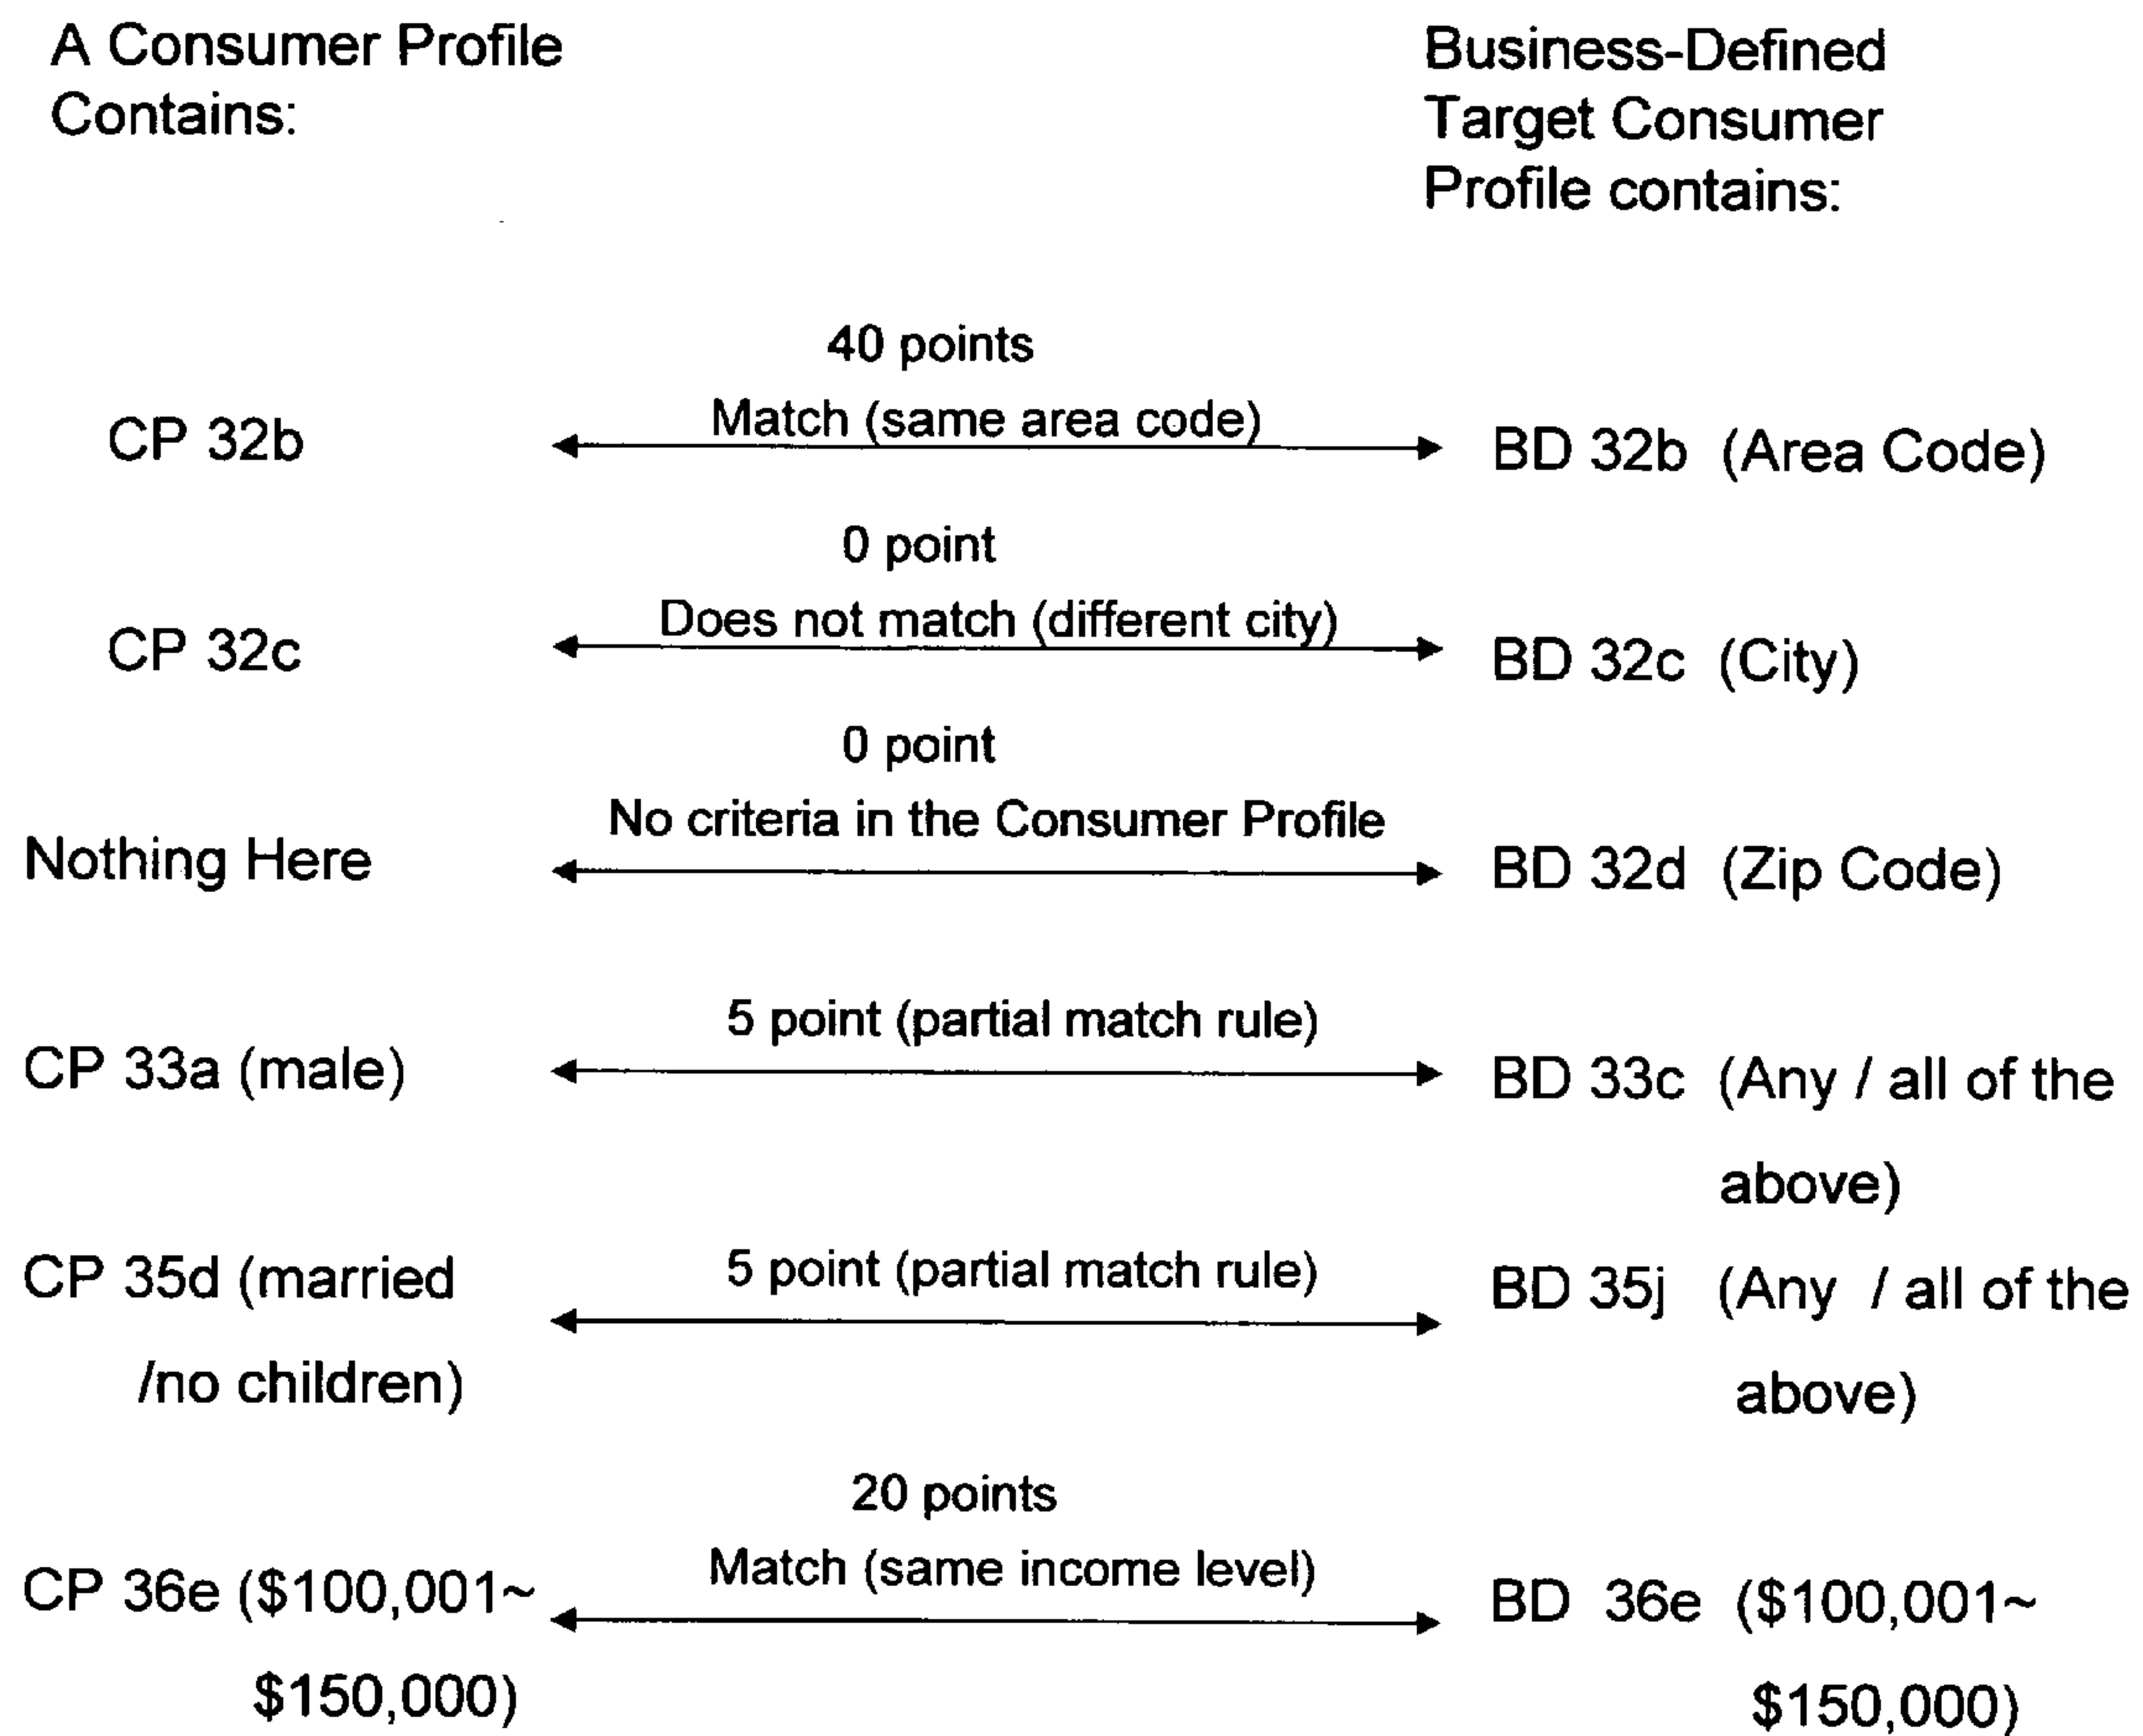 A Consumer Profile
Contains:
Business-Defined
Target Consumer
Profile contains:
40 points
CP 32b
Match (same area code)
BD 32b (Area Code)
0 point
CP 32c
Does not match (different city)
BD 32c (City)
0 point
Nothing Here
No criteria in the Consumer Profile
BD 32d (Zip Code)
CP 33a (male)
5 point (partial match rule)
BD 33c (Any / all of the
above)
CP 35d (married
/no children)
5 point (partial match rule)
BD 35j (Any / all of the
above)
20 points
CP 36e ($100,001~
$150,000)
Match (same income level)
BD 36e ($100,001~
$150,000)